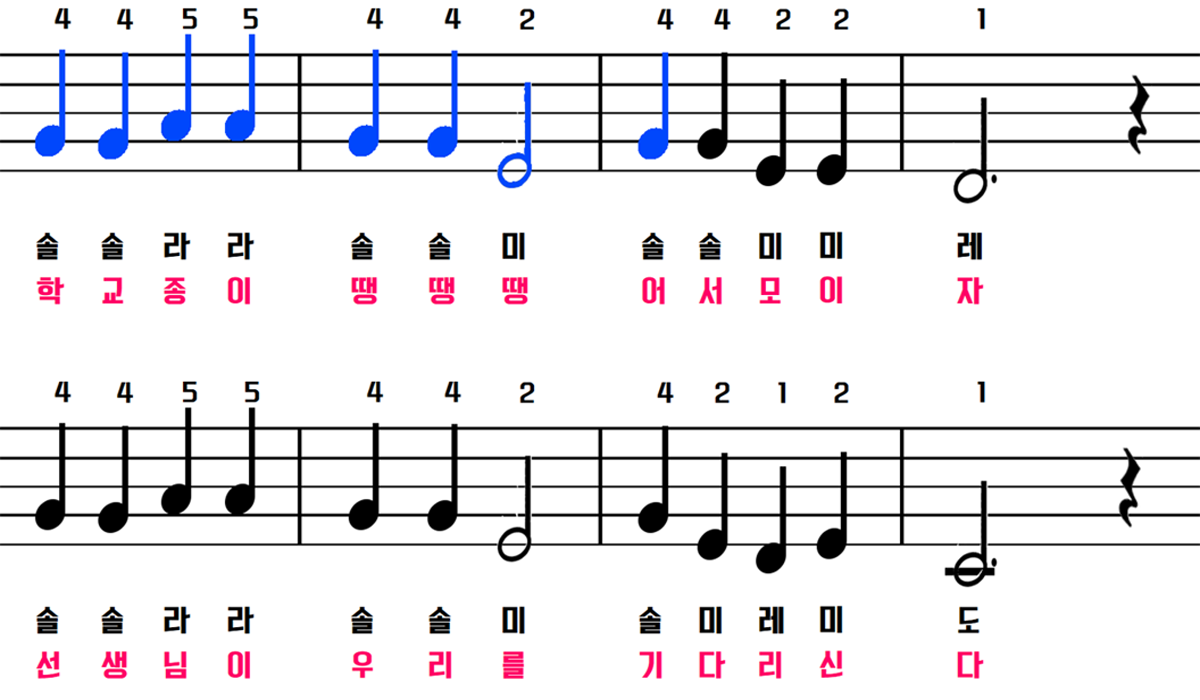 4 4 5 5 4 4 2 4 4 2 2 1
솔 솔 라 라 솔 솔 미 솔 솔 미 미 레
학 교 종 이 땡 땡 땡 어 서 모 이 자
4 4 5 5 4 4 2 4 2 1 2 1
솔 솔 라 라 솔 솔 미 솔 미 레 미 도
선 생 님 이 우 리 를 기 다 리 신 다